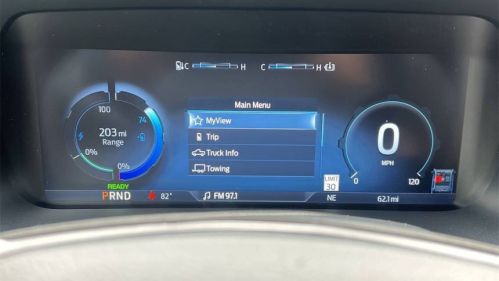 C H C H
Main Menu
MyView
Trip
Truck Info
Towing
100
74
203 mi
Range
0%
0%
READY
PRND
82°
FM 97.1
LIMIT
30
NE
0
MPH
0
120
62.1 mi